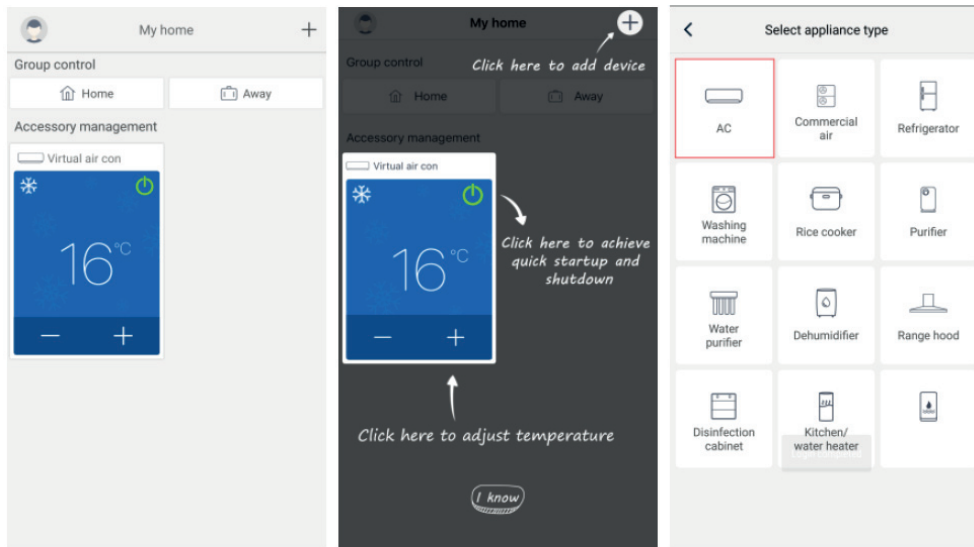 My home
Group control
Home
Away
Accessory management
Virtual air con
16°C
My home
Click here to add device
Group control
Home
Away
Accessory management
Virtual air con
16°C
Click here to achieve
quick startup and
shutdown
Click here to adjust temperature
I know
Select appliance type
AC
Commercial
air
Refrigerator
Washing
machine
Rice cooker
Purifier
Water
purifier
Dehumidifier
Range hood
Disinfection
cabinet
Kitchen/
water heater